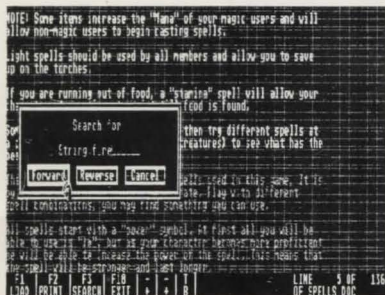 NOTE! Some items increase the "Mana" of your magic users and will
allow non-magic users to begin casting spells.
Light spells should be used by all members and allow you to save
up on the torches.
If you are running out of food, a "stamina" spell will allow your
food is found.
then try different spells at
creatures) to see what has the
Search for
String
Forward Reverse Cancel
spells used in this game. It is
different
spell combinations, you may find something you can use.
All spells start with a "power" symbol. At first all you will be
able to use is "lo", but as your character becomes more proficient
he will be able to increase the power of the spell. This means that
the spell will be stronger and last longer.
F1 F2 F3 F10 - - T LINE 5 OF 136
LOAD PRINT SEARCH EXIT + + B OF SPELLS.DOC